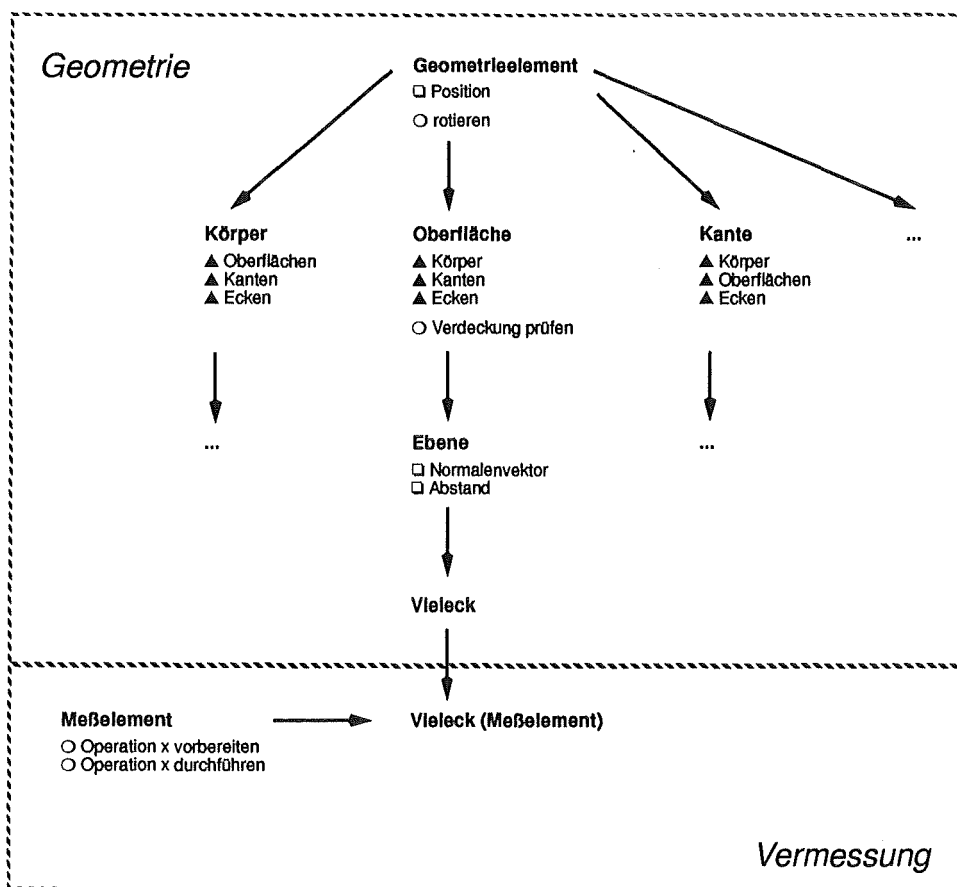 Geometrie
Geometrieelement
❑ Position
○ rotieren
Körper
▲ Oberflächen
▲ Kanten
▲ Ecken
Oberfläche
▲ Körper
▲ Kanten
▲ Ecken
○ Verdeckung prüfen
Kante
▲ Körper
▲ Oberflächen
▲ Ecken
...
...
Ebene
❑ Normalenvektor
❑ Abstand
...
Vieleck
Meßelement
○ Operation x vorbereiten
○ Operation x durchführen
Vieleck (Meßelement)
Vermessung